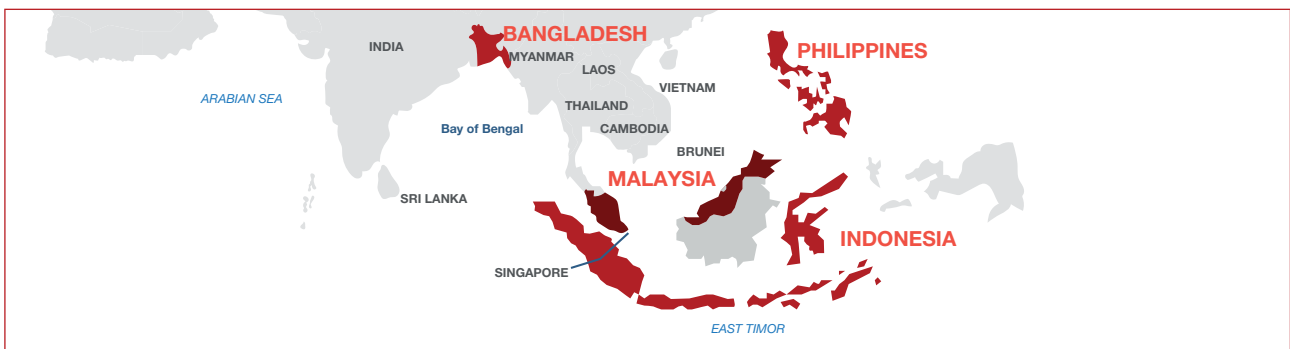 BANGLADESH
INDIA
PHILIPPINES
MYANMAR
LAOS
VIETNAM
ARABIAN SEA
THAILAND
Bay of Bengal
CAMBODIA
BRUNEI
MALAYSIA
SRI LANKA
INDONESIA
SINGAPORE
EAST TIMOR